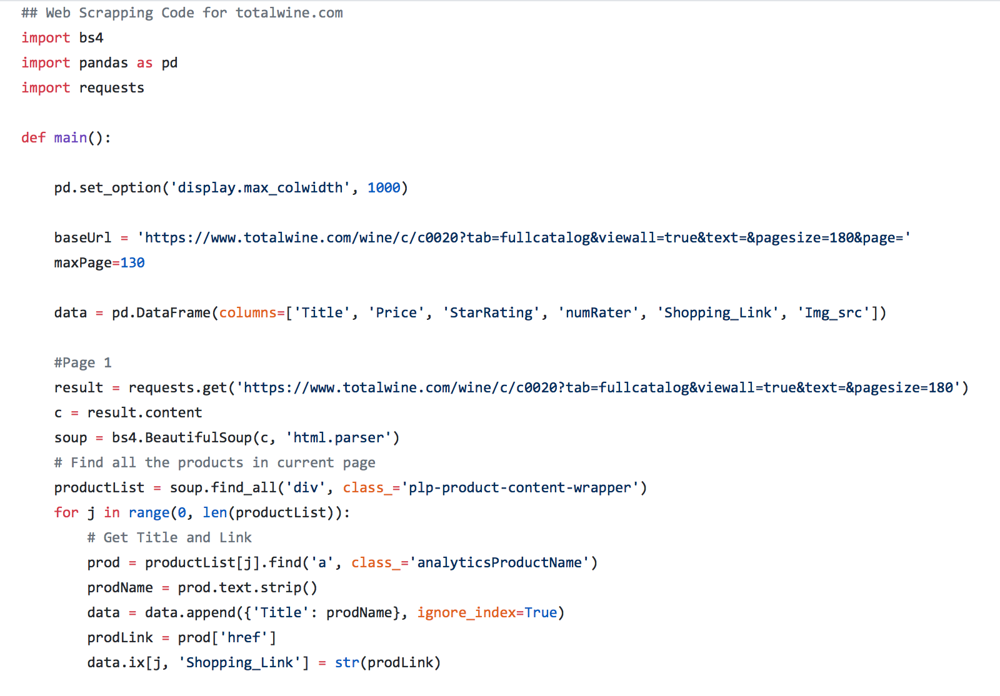 ## Web Scrapping Code for totalwine.com
import bs4
import pandas as pd
import requests
def main():
pd.set_option('display.max_colwidth', 1000)
baseUrl = 'https://www.totalwine.com/wine/c/c0020?tab=fullcatalog&viewall=true&text=&pagesize=180&page='
maxPage=130
data = pd.DataFrame(columns=['Title', 'Price', 'StarRating', 'numRater', 'Shopping_Link', 'Img_src'])
#Page 1
result = requests.get('https://www.totalwine.com/wine/c/c0020?tab=fullcatalog&viewall=true&text=&pagesize=180')
c = result.content
soup = bs4.BeautifulSoup(c, 'html.parser')
# Find all the products in current page
productList = soup.find_all('div', class_='plp-product-content-wrapper')
for j in range(0, len(productList)):
# Get Title and Link
prod = productList[j].find('a', class_='analyticsProductName')
prodName = prod.text.strip()
data = data.append({'Title': prodName}, ignore_index=True)
prodLink = prod['href']
data.ix[j, 'Shopping_Link'] = str(prodLink)